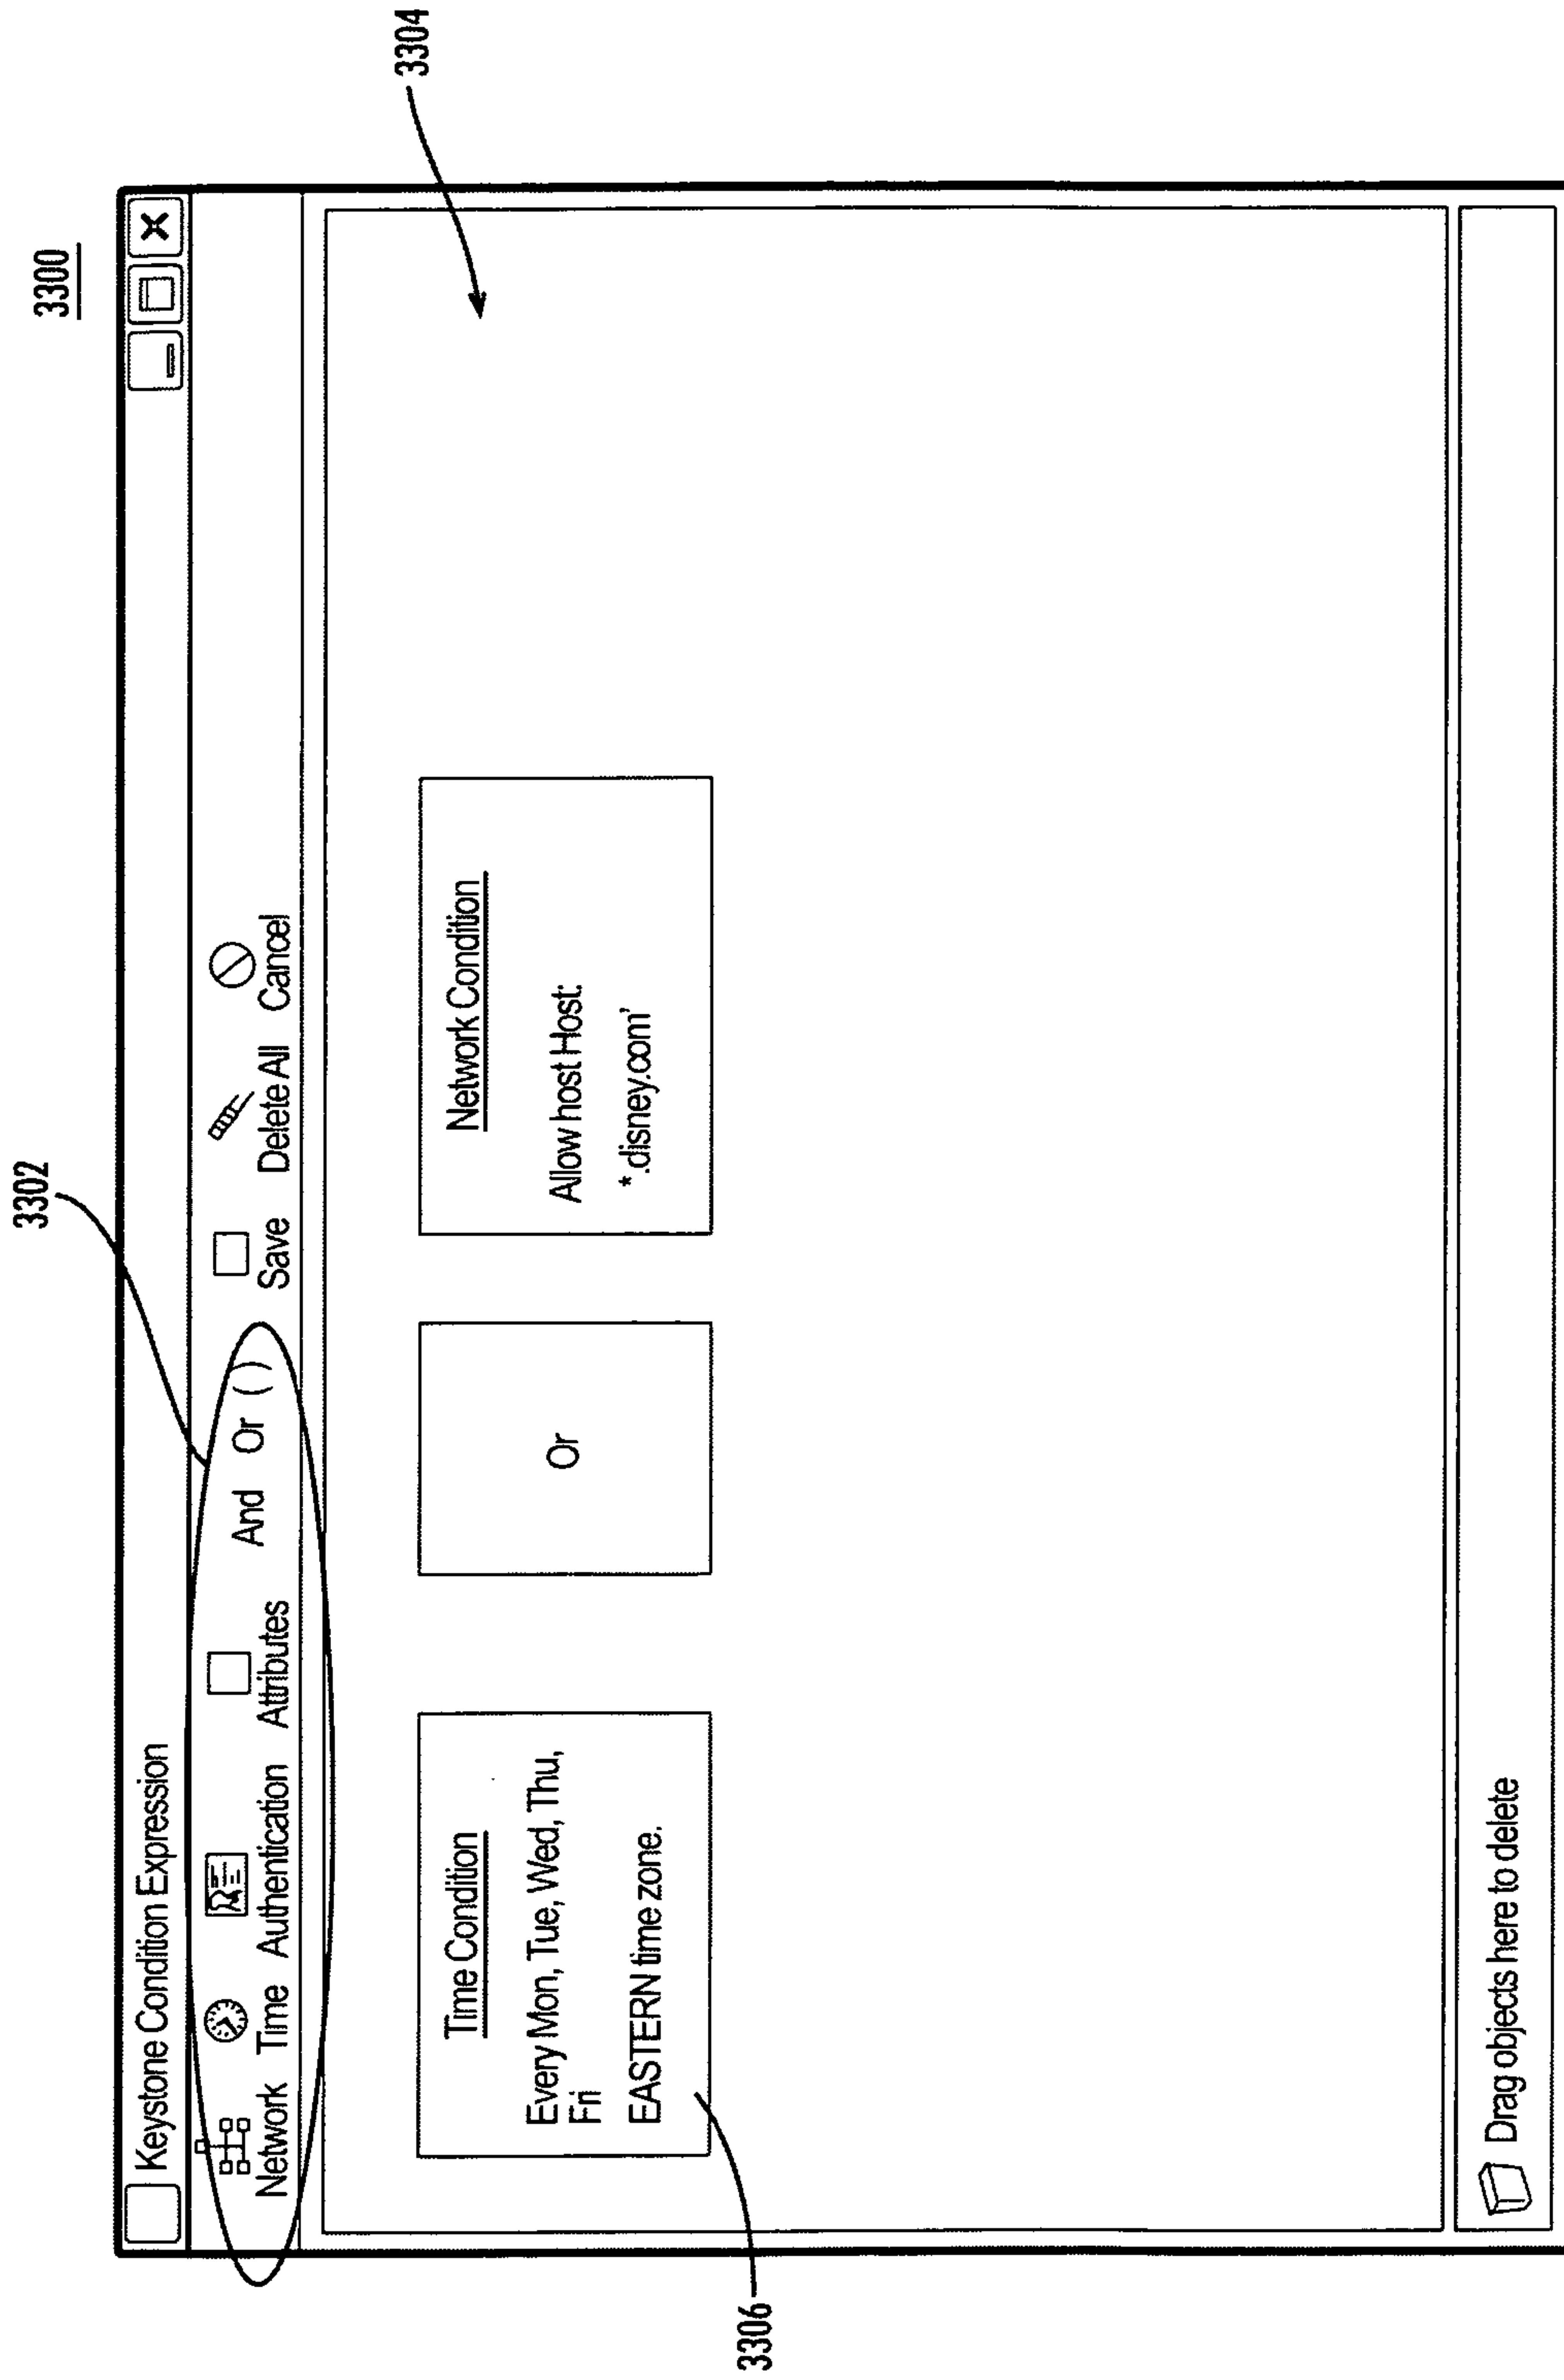 3300
3302
3304
Keystone Condition Expression
Network Time Authentication Attributes And Or ( ) Save Delete All Cancel
Time Condition
Every Mon, Tue, Wed, Thu,
Fri
EASTERN time zone.
Or
Network Condition
Allow host Host:
*.disney.com'
3306
Drag objects here to delete